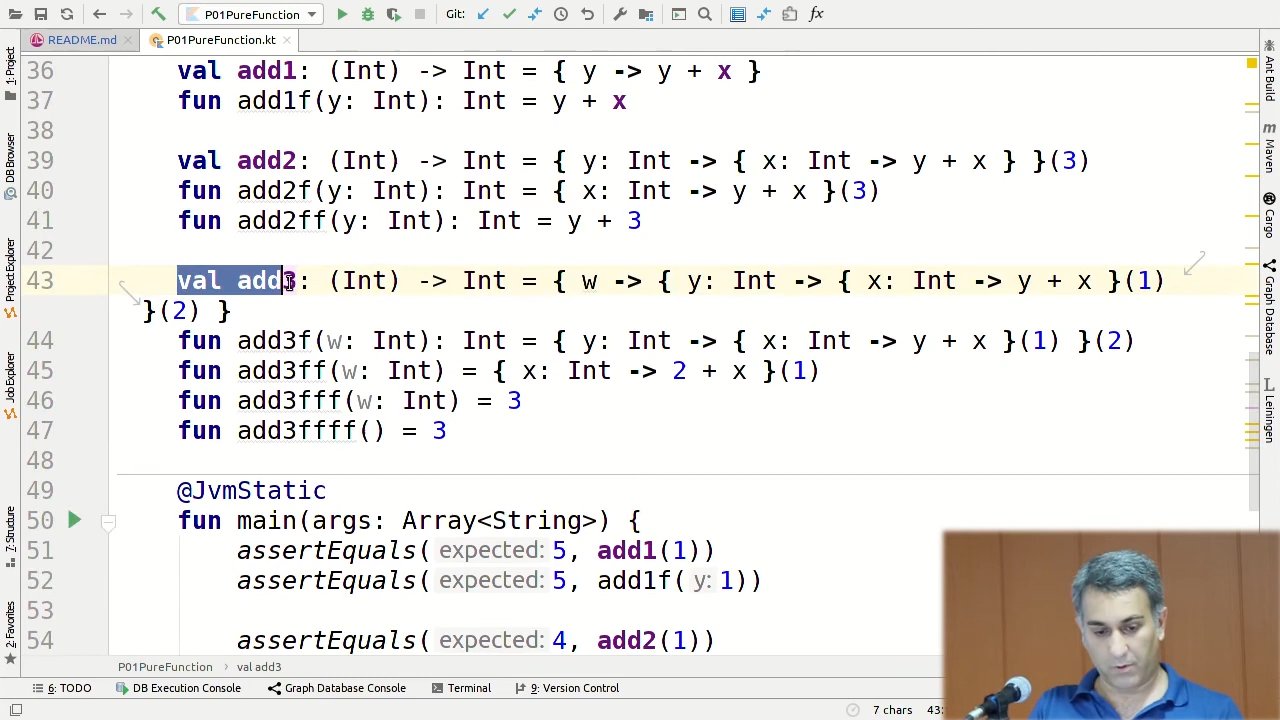 P01PureFunction
Git:
fx
README.md
P01PureFunction.kt
1: Project
DB Browser
Project Explorer
Job Explorer
7: Structure
2: Favorites
36 val add1: (Int) -> Int = { y -> y + x }
37 fun add1f(y: Int): Int = y + x
38
39 val add2: (Int) -> Int = { y: Int -> { x: Int -> y + x } }(3)
40 fun add2f(y: Int): Int = { x: Int -> y + x }(3)
41 fun add2ff(y: Int): Int = y + 3
42
43 val add3: (Int) -> Int = { w -> { y: Int -> { x: Int -> y + x }(1)
}(2) }
44 fun add3f(w: Int): Int = { y: Int -> { x: Int -> y + x }(1) }(2)
45 fun add3ff(w: Int) = { x: Int -> 2 + x }(1)
46 fun add3fff(w: Int) = 3
47 fun add3ffff() = 3
48
49 @JvmStatic
50 fun main(args: Array<String>) {
51 assertEquals( expected: 5, add1(1))
52 assertEquals( expected: 5, add1f( y: 1))
53
54 assertEquals( expected: 4, add2(1))
Ant Build
m
Maven
Cargo
Graph Database
L
Leiningen
P01PureFunction
val add3
6: TODO
DB Execution Console
Graph Database Console
Terminal
9: Version Control
7 chars
43: